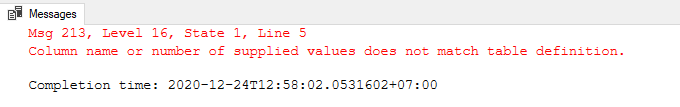 Messages
Msg 213, Level 16, State 1, Line 5
Column name or number of supplied values does not match table definition.
Completion time: 2020-12-24T12:58:02.0531602+07:00